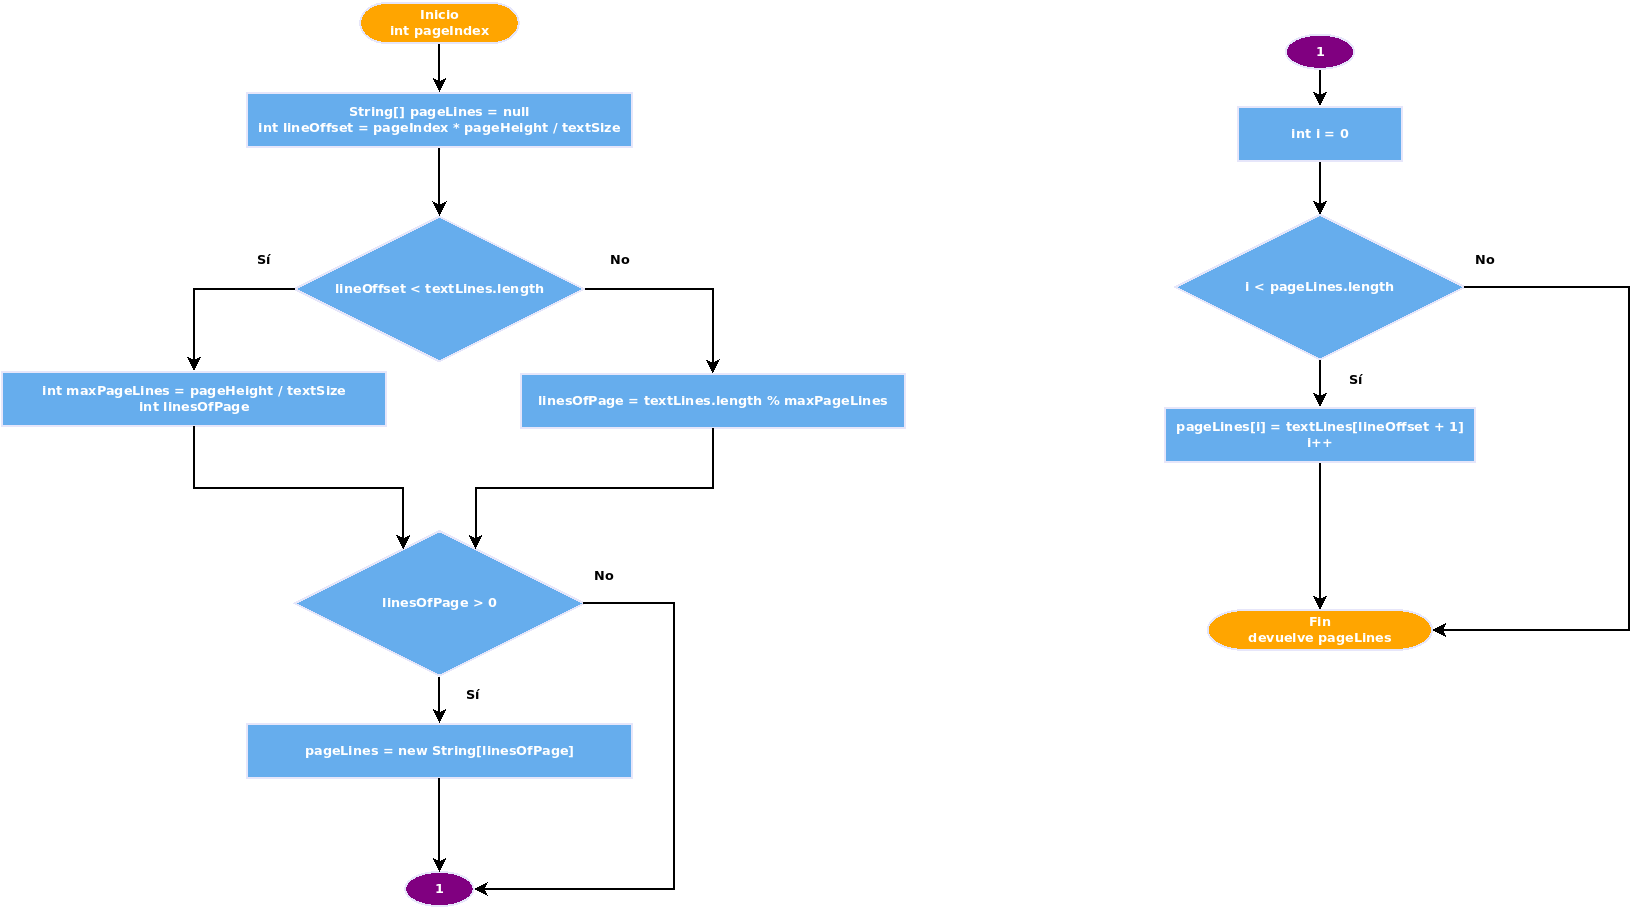 Inicio
int pageIndex
String[] pageLines = null
int lineOffset = pageIndex * pageHeight / textSize
lineOffset < textLines.length
Sí
No
int maxPageLines = pageHeight / textSize
int linesOfPage
linesOfPage = textLines.length % maxPageLines
linesOfPage > 0
No
Sí
pageLines = new String[linesOfPage]
1
1
int i = 0
i < pageLines.length
No
Sí
pageLines[i] = textLines[lineOffset + 1]
i++
Fin
devuelve pageLines